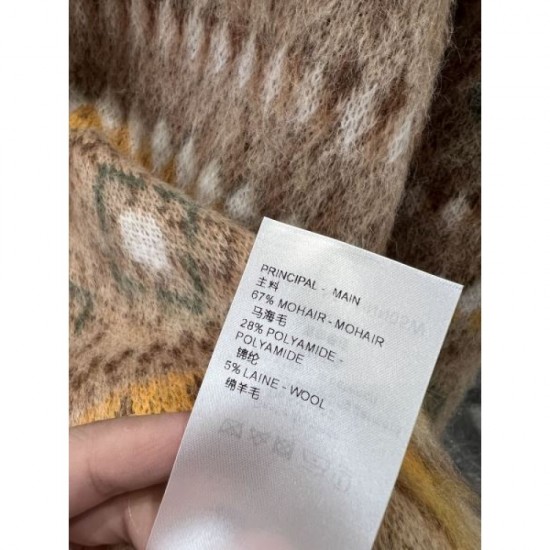 PRINCIPAL - MAIN
主料
67% MOHAIR - MOHAIR
马海毛
28% POLYAMIDE -
POLYAMIDE
锦纶
5% LAINE - WOOL
绵羊毛